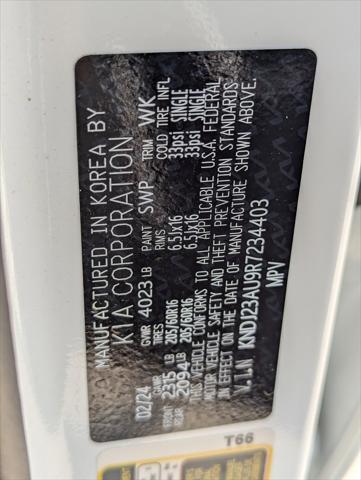 MANUFACTURED IN KOREA BY
KIA CORPORATION
02/24 GVWR 4023 LB PAINT SWP TRIM WK
GAWR TIRES RIMS COLD TIRE INFL
FRONT 2315 LB 205/60R16 6.5Jx16 33psi SINGLE
REAR 2094 LB 205/60R16 6.5Jx16 33psi SINGLE
THIS VEHICLE CONFORMS TO ALL APPLICABLE U.S.A. FEDERAL
MOTOR VEHICLE SAFETY AND THEFT PREVENTION STANDARDS
IN EFFECT ON THE DATE OF MANUFACTURE SHOWN ABOVE.
V.I.N KNDJ23AU9R7234403
MPV
T66